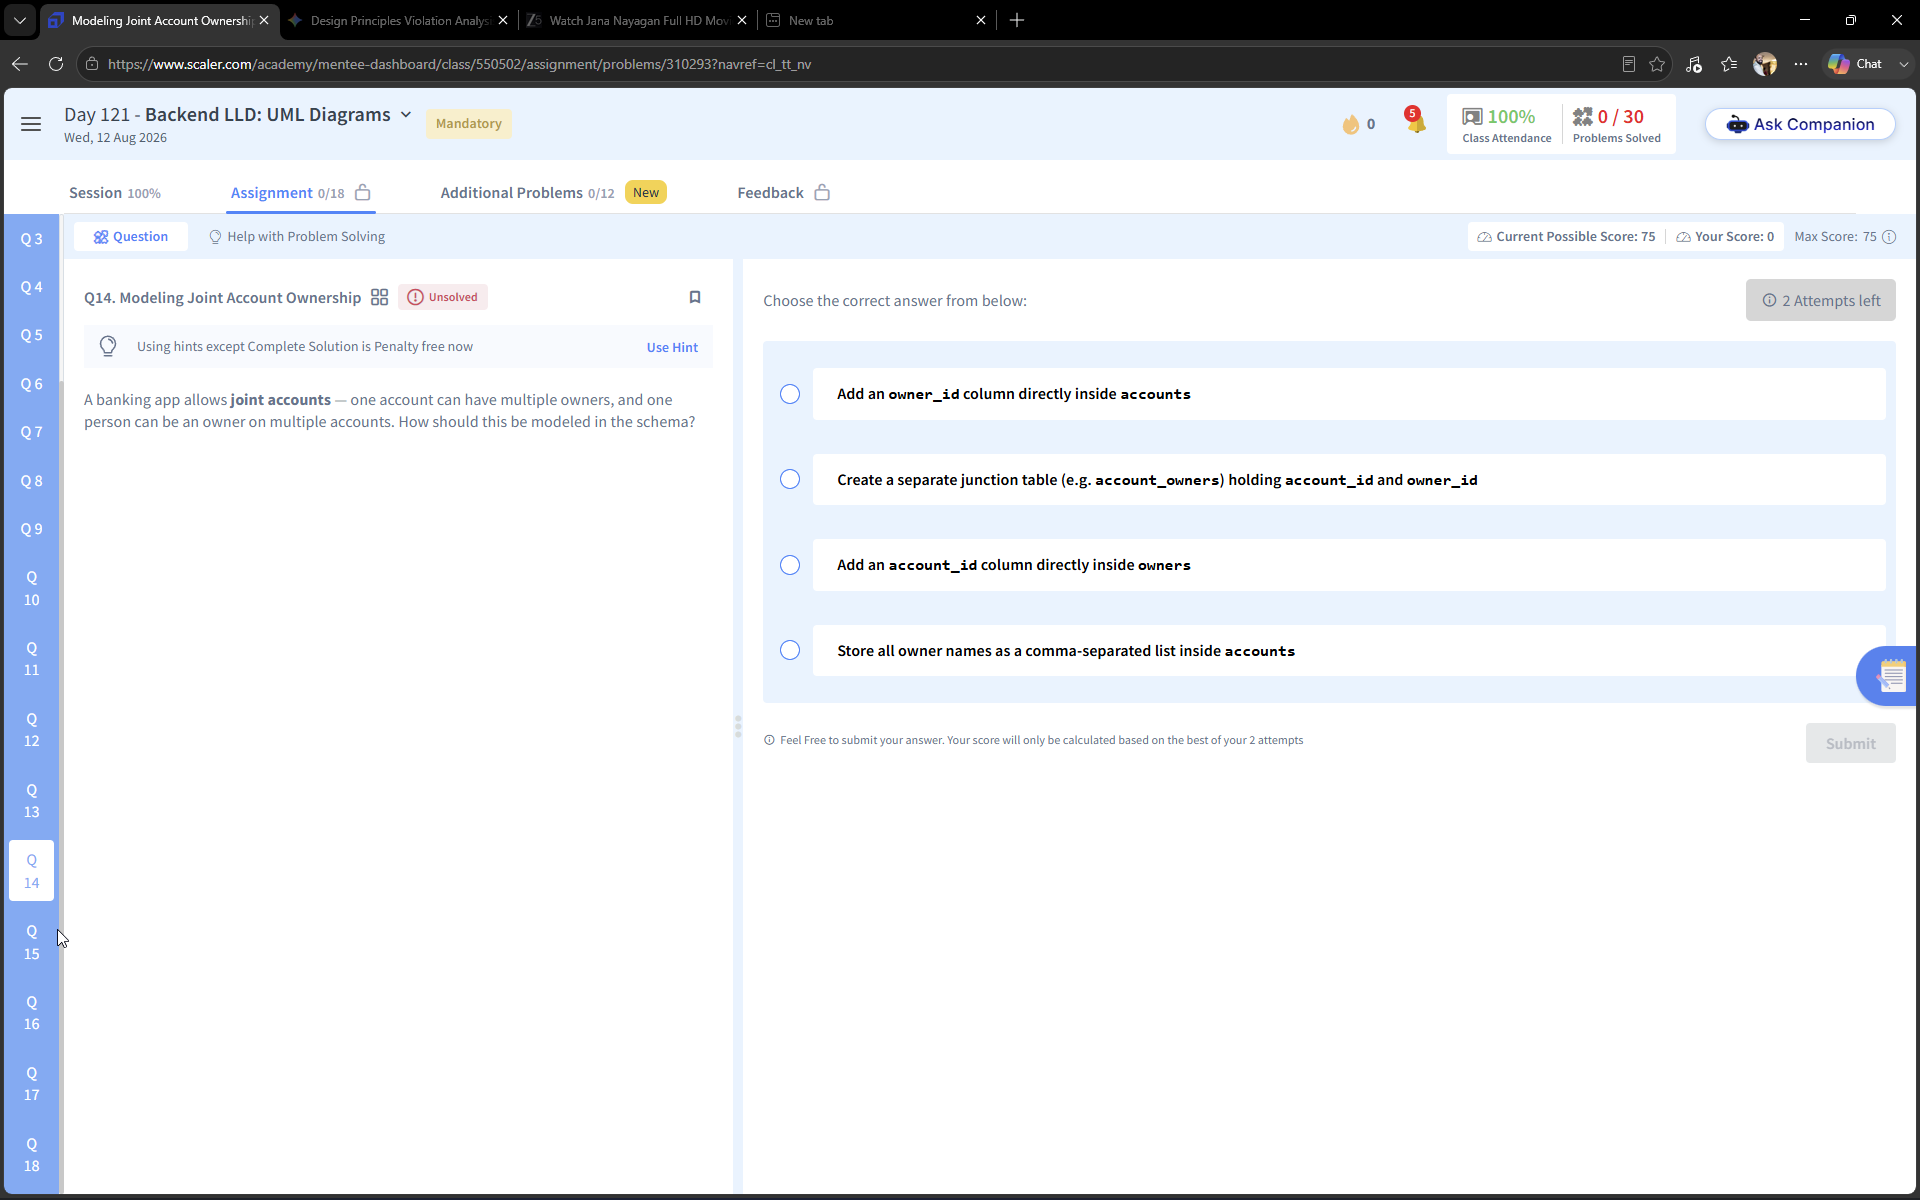 Modeling Joint Account Ownership
Design Principles Violation Analys
Watch Jana Nayagan Full HD Mov
New tab
https://www.scaler.com/academy/mentee-dashboard/class/550502/assignment/problems/310293?navref=cl_tt_nv
Chat
Day 121 - Backend LLD: UML Diagrams
Mandatory
Wed, 12 Aug 2026
0
5
100%
Class Attendance
0 / 30
Problems Solved
Ask Companion
Session 100%
Assignment 0/18
Additional Problems 0/12
New
Feedback
Question
Help with Problem Solving
Current Possible Score: 75
Your Score: 0
Max Score: 75
Q 3
Q 4
Q 5
Q 6
Q 7
Q 8
Q 9
Q
10
Q
11
Q
12
Q
13
Q
14
Q
15
Q
16
Q
17
Q
18
Q14. Modeling Joint Account Ownership
Unsolved
Using hints except Complete Solution is Penalty free now
Use Hint
A banking app allows joint accounts — one account can have multiple owners, and one
person can be an owner on multiple accounts. How should this be modeled in the schema?
Choose the correct answer from below:
2 Attempts left
Add an owner_id column directly inside accounts
Create a separate junction table (e.g. account_owners) holding account_id and owner_id
Add an account_id column directly inside owners
Store all owner names as a comma-separated list inside accounts
Feel Free to submit your answer. Your score will only be calculated based on the best of your 2 attempts
Submit